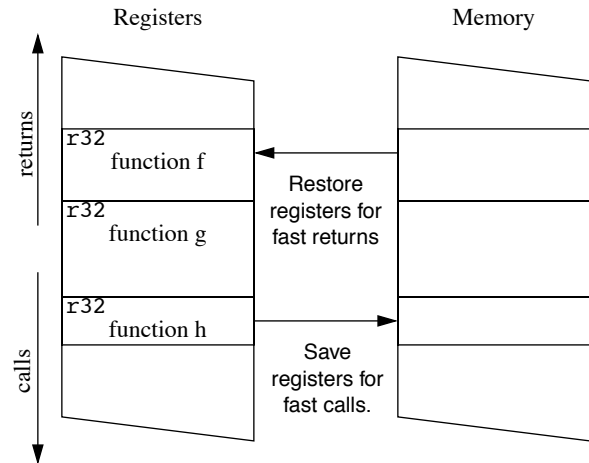 Registers
Memory
returns
r32
function f
Restore
registers for
fast returns
r32
function g
r32
function h
Save
registers for
fast calls.
calls